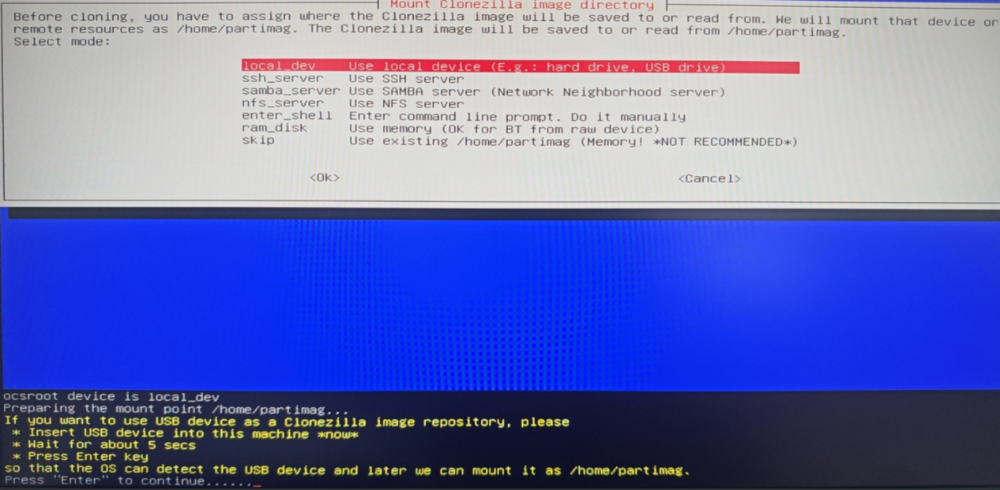 Mount Clonezilla image directory
Before cloning, you have to assign where the Clonezilla image will be saved to or read from. We will mount that device or
remote resources as /home/partimag. The Clonezilla image will be saved to or read from /home/partimag.
Select mode:
local_dev Use local device (E.g.: hard drive, USB drive)
ssh_server Use SSH server
samba_server Use SAMBA server (Network Neighborhood server)
nfs_server Use NFS server
enter_shell Enter command line prompt. Do it manually
ram_disk Use memory (OK for BT from raw device)
skip Use existing /home/partimag (Memory! *NOT RECOMMENDED*)
<Ok> <Cancel>
ocsroot device is local_dev
Preparing the mount point /home/partimag...
If you want to use USB device as a Clonezilla image repository, please
* Insert USB device into this machine *now*
* Wait for about 5 secs
* Press Enter key
so that the OS can detect the USB device and later we can mount it as /home/partimag.
Press "Enter" to continue......_